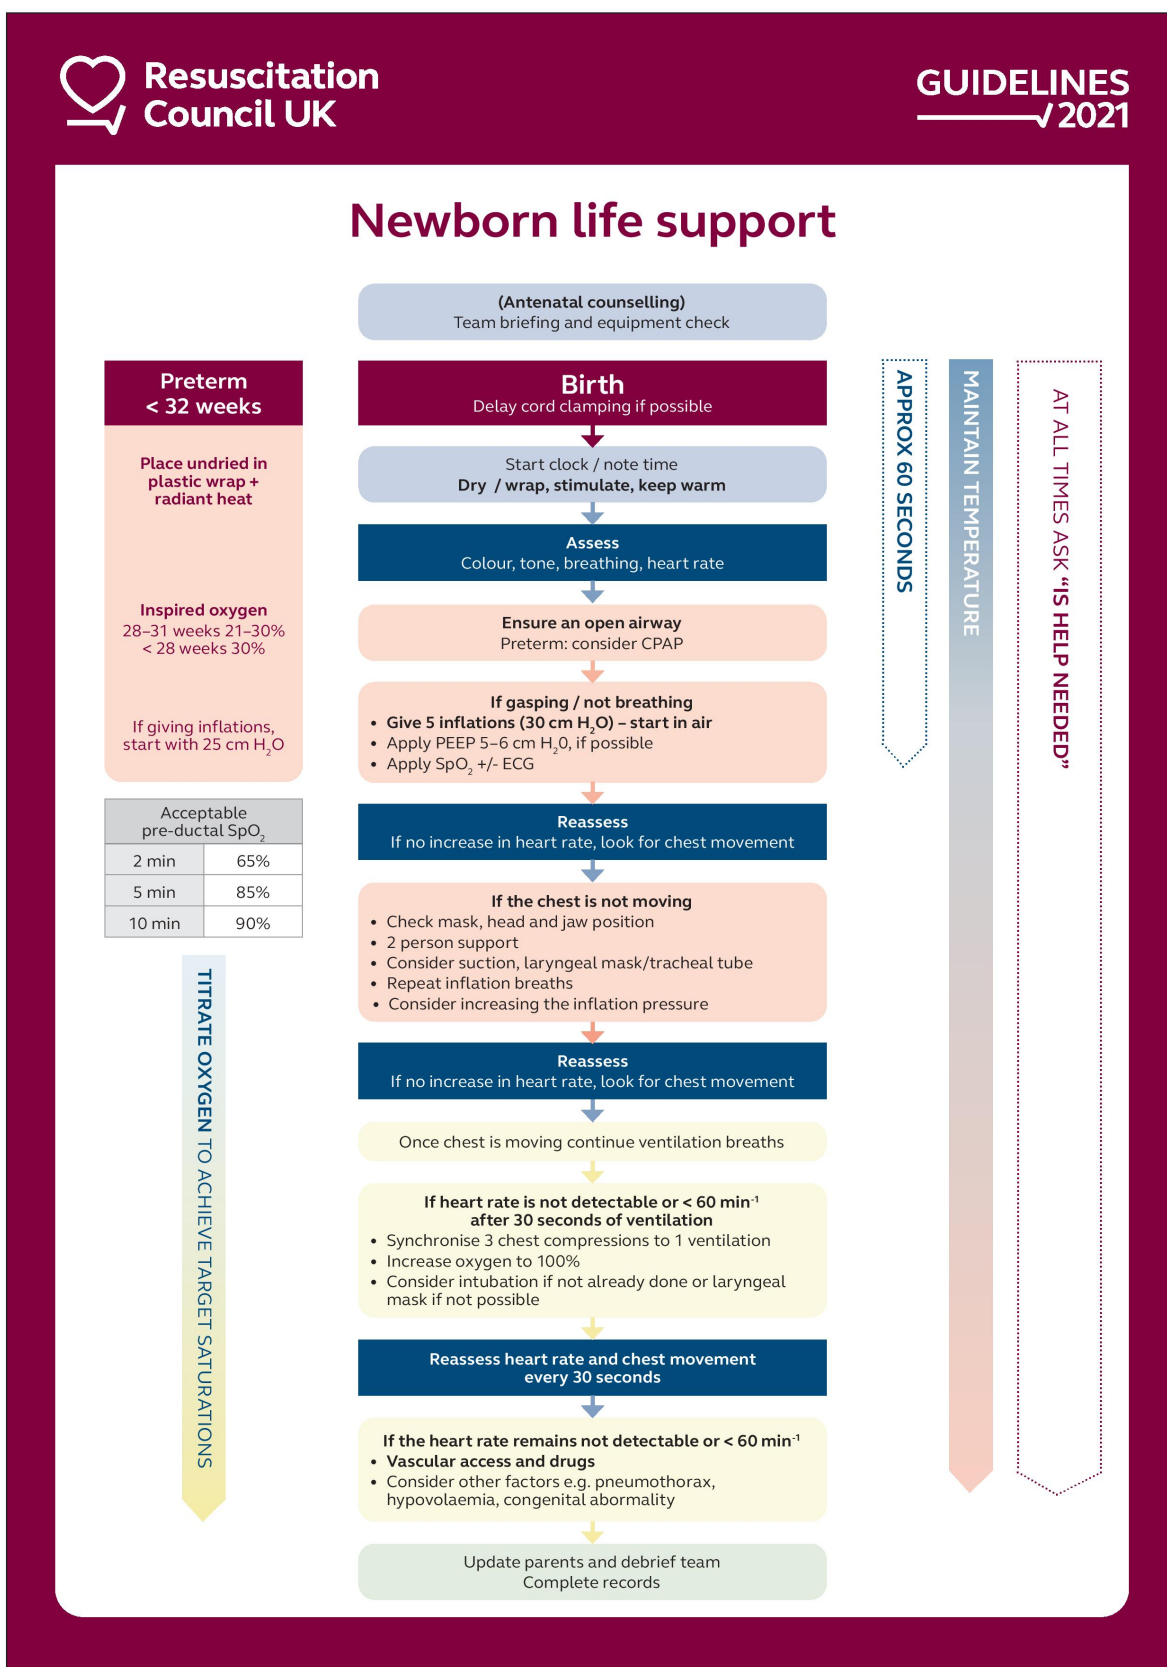 Resuscitation
Council UK
GUIDELINES
2021
Newborn life support
(Antenatal counselling)
Team briefing and equipment check
Preterm
< 32 weeks
Place undried in
plastic wrap +
radiant heat
Inspired oxygen
28–31 weeks 21–30%
< 28 weeks 30%
If giving inflations,
start with 25 cm H₂O
Acceptable
pre-ductal SpO₂
2 min 65%
5 min 85%
10 min 90%
TITRATE OXYGEN TO ACHIEVE TARGET SATURATIONS
Birth
Delay cord clamping if possible
Start clock / note time
Dry / wrap, stimulate, keep warm
Assess
Colour, tone, breathing, heart rate
Ensure an open airway
Preterm: consider CPAP
If gasping / not breathing
• Give 5 inflations (30 cm H₂O) – start in air
• Apply PEEP 5–6 cm H₂0, if possible
• Apply SpO₂ +/- ECG
Reassess
If no increase in heart rate, look for chest movement
If the chest is not moving
• Check mask, head and jaw position
• 2 person support
• Consider suction, laryngeal mask/tracheal tube
• Repeat inflation breaths
• Consider increasing the inflation pressure
Reassess
If no increase in heart rate, look for chest movement
Once chest is moving continue ventilation breaths
If heart rate is not detectable or < 60 min⁻¹
after 30 seconds of ventilation
• Synchronise 3 chest compressions to 1 ventilation
• Increase oxygen to 100%
• Consider intubation if not already done or laryngeal
mask if not possible
Reassess heart rate and chest movement
every 30 seconds
If the heart rate remains not detectable or < 60 min⁻¹
• Vascular access and drugs
• Consider other factors e.g. pneumothorax,
hypovolaemia, congenital abormality
Update parents and debrief team
Complete records
APPROX 60 SECONDS
MAINTAIN TEMPERATURE
AT ALL TIMES ASK “IS HELP NEEDED”